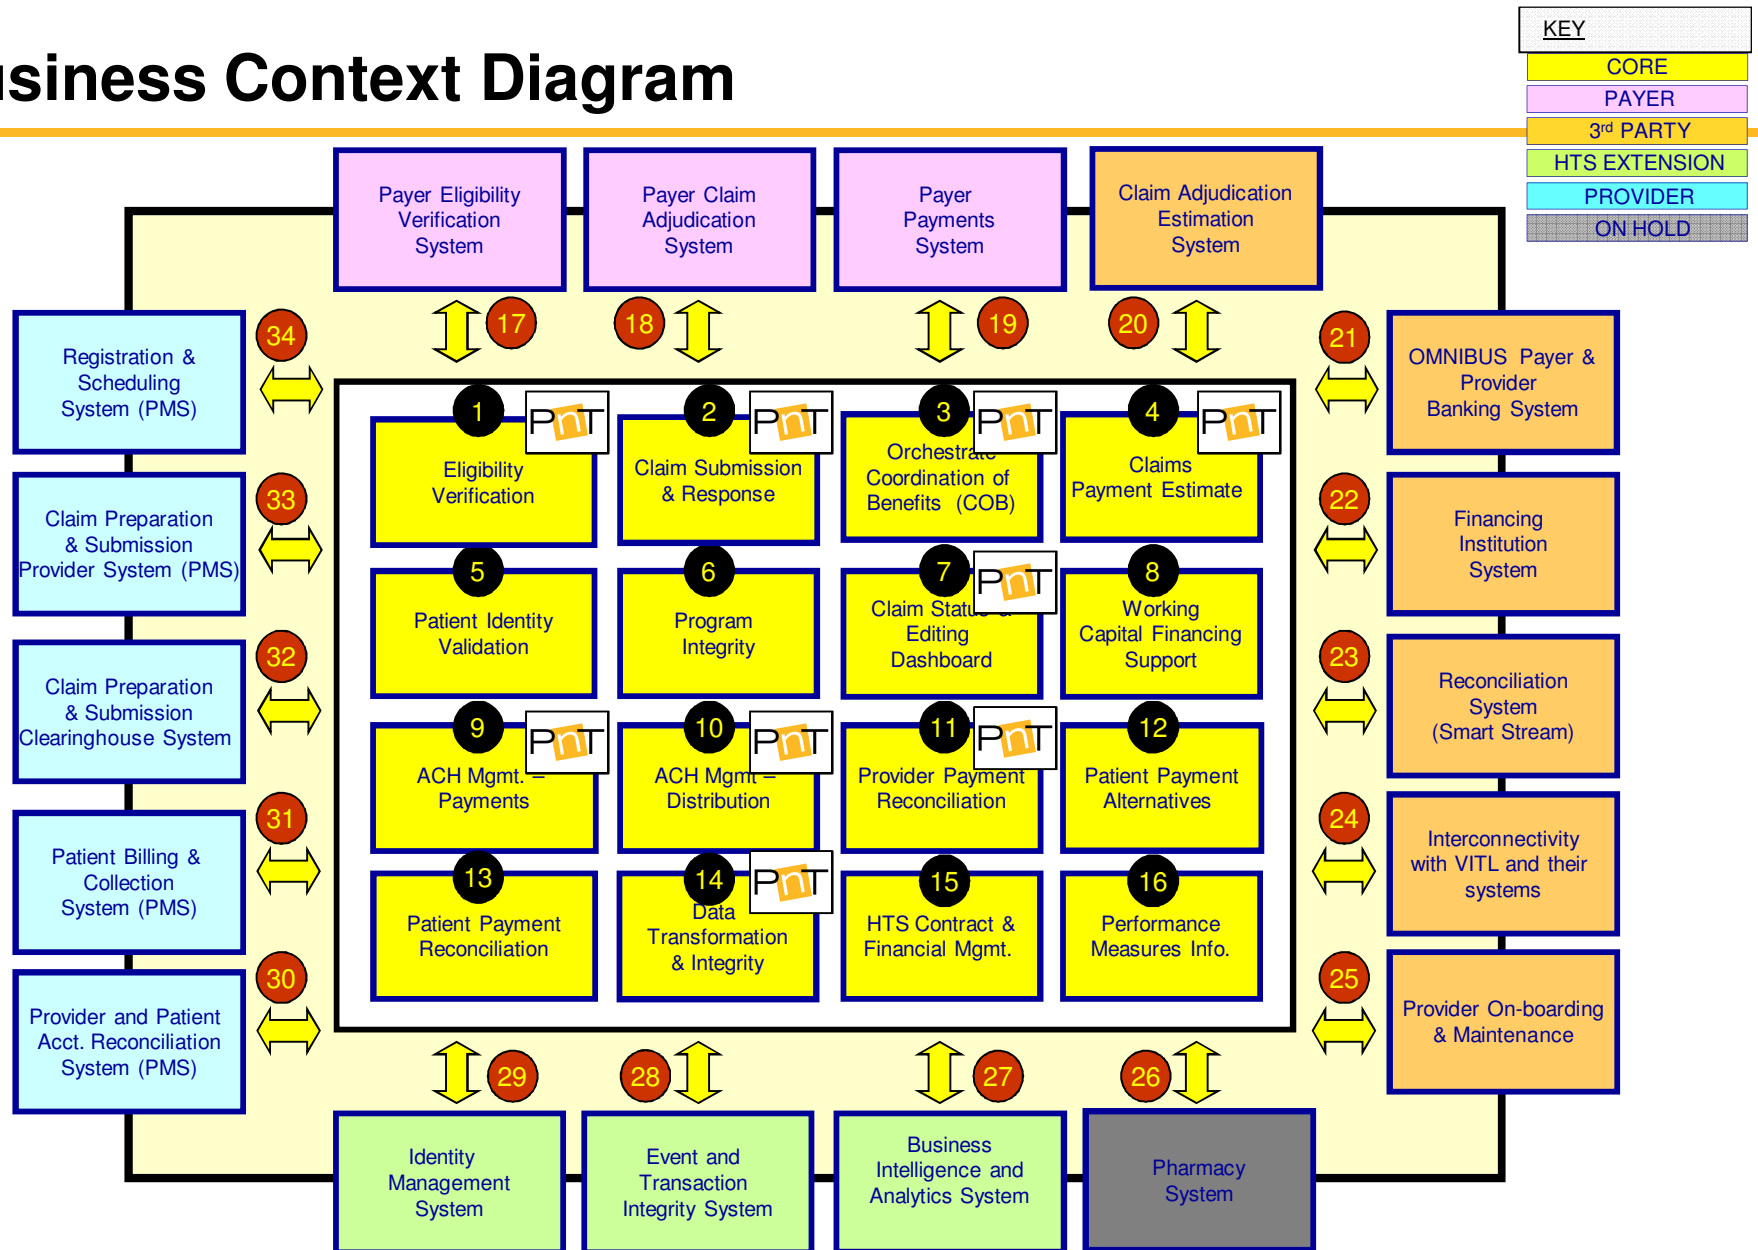 usiness Context Diagram
KEY
CORE
PAYER
3rd PARTY
HTS EXTENSION
PROVIDER
ON HOLD
Payer Eligibility
Verification
System
Payer Claim
Adjudication
System
Payer
Payments
System
Claim Adjudication
Estimation
System
17
18
19
20
34
Registration &
Scheduling
System (PMS)
33
Claim Preparation
& Submission
Provider System (PMS)
32
Claim Preparation
& Submission
Clearinghouse System
31
Patient Billing &
Collection
System (PMS)
30
Provider and Patient
Acct. Reconciliation
System (PMS)
1
PnT
Eligibility
Verification
2
PnT
Claim Submission
& Response
3
PnT
Orchestrate
Coordination of
Benefits (COB)
4
PnT
Claims
Payment Estimate
5
Patient Identity
Validation
6
Program
Integrity
7
PnT
Claim Status &
Editing
Dashboard
8
Working
Capital Financing
Support
9
PnT
ACH Mgmt. –
Payments
10
PnT
ACH Mgmt –
Distribution
11
PnT
Provider Payment
Reconciliation
12
Patient Payment
Alternatives
13
Patient Payment
Reconciliation
14
PnT
Data
Transformation
& Integrity
15
HTS Contract &
Financial Mgmt.
16
Performance
Measures Info.
21
OMNIBUS Payer &
Provider
Banking System
22
Financing
Institution
System
23
Reconciliation
System
(Smart Stream)
24
Interconnectivity
with VITL and their
systems
25
Provider On-boarding
& Maintenance
29
28
27
26
Identity
Management
System
Event and
Transaction
Integrity System
Business
Intelligence and
Analytics System
Pharmacy
System